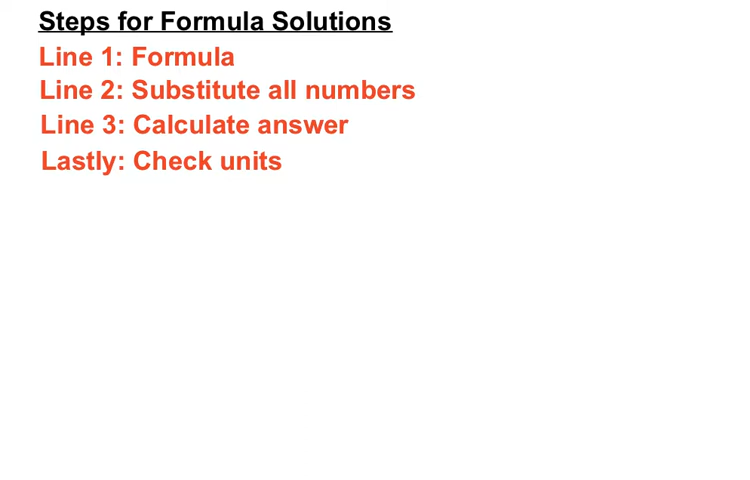 Steps for Formula Solutions
Line 1: Formula
Line 2: Substitute all numbers
Line 3: Calculate answer
Lastly: Check units